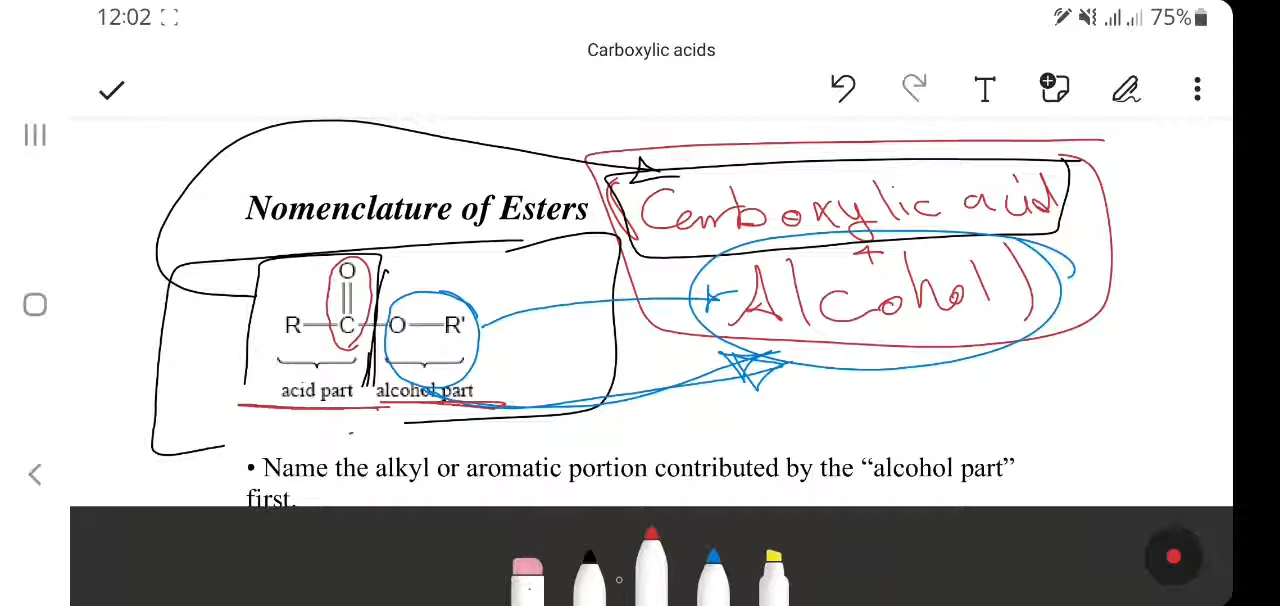 12:02
75%
Carboxylic acids
T
Nomenclature of Esters
Carboxylic acid
+
Alcohol
O
R C O R'
acid part alcohol part
• Name the alkyl or aromatic portion contributed by the “alcohol part”
first.